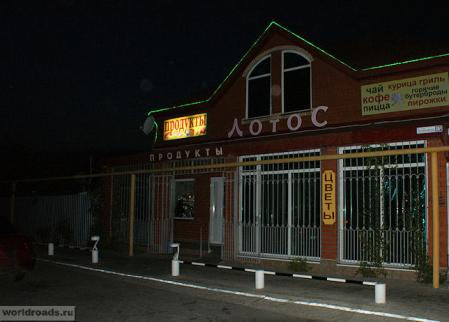 ПРОДУКТЫ
ЛОТОС
ПРОДУКТЫ
ЧАЙ
КОФЕ
ПИЦЦА
КУРИЦА ГРИЛЬ
ГОРЯЧИЕ
БУТЕРБРОДЫ
ПИРОЖКИ
ЦВЕТЫ
worldroads.ru